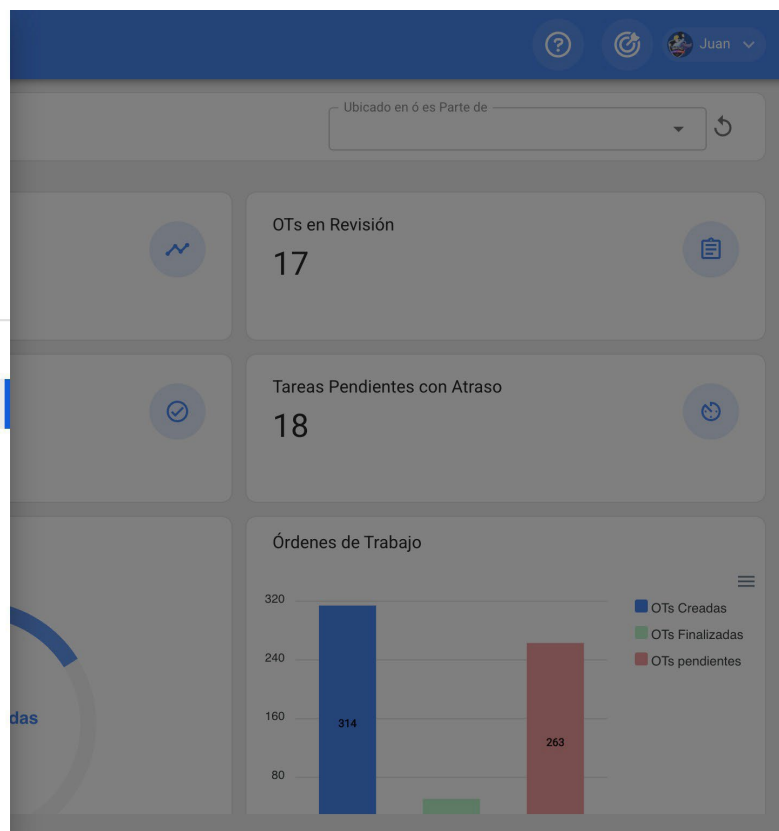 Juan
Ubicado en ó es Parte de
OTs en Revisión
17
Tareas Pendientes con Atraso
18
das
Órdenes de Trabajo
320
240
160
80
314
263
OTs Creadas
OTs Finalizadas
OTs pendientes